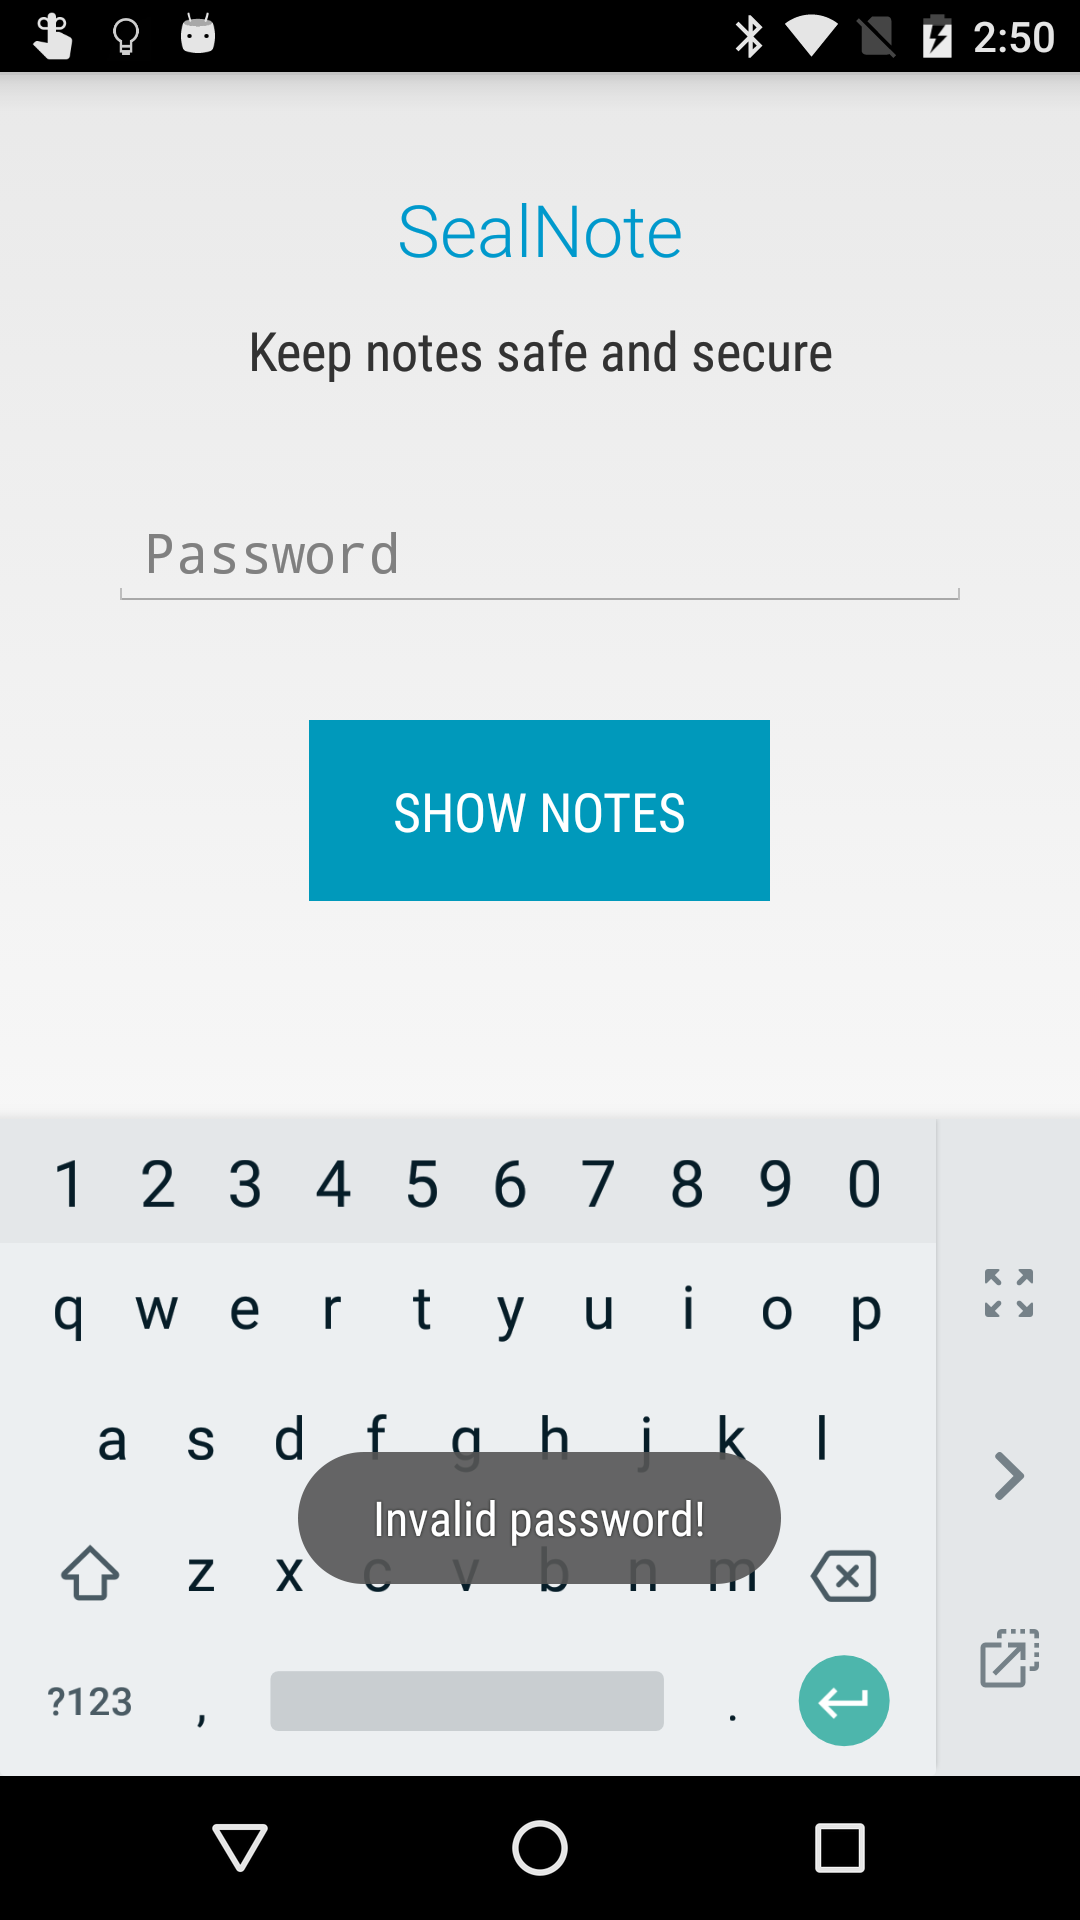 2:50
SealNote
Keep notes safe and secure
Password
SHOW NOTES
1 2 3 4 5 6 7 8 9 0
q w e r t y u i o p
a s d f g h j k l
Invalid password!
z x c v b n m
?123 , .